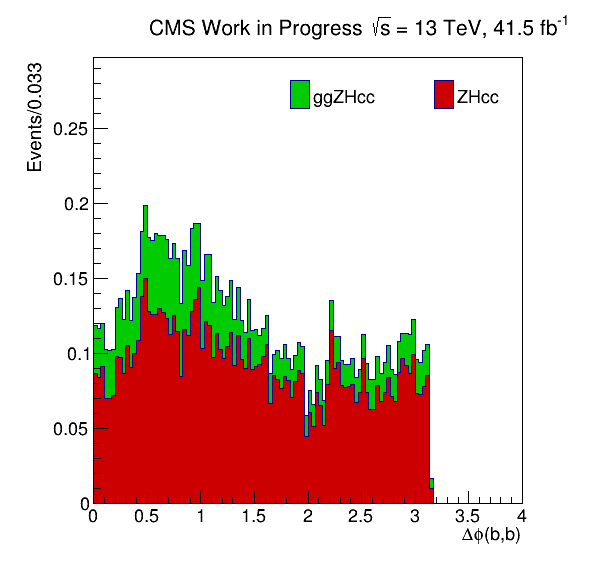 CMS Work in Progress √s = 13 TeV, 41.5 fb⁻¹
Events/0.033
ggZHcc ZHcc
0.25
0.2
0.15
0.1
0.05
0
0 0.5 1 1.5 2 2.5 3 3.5 4
Δϕ(b,b)